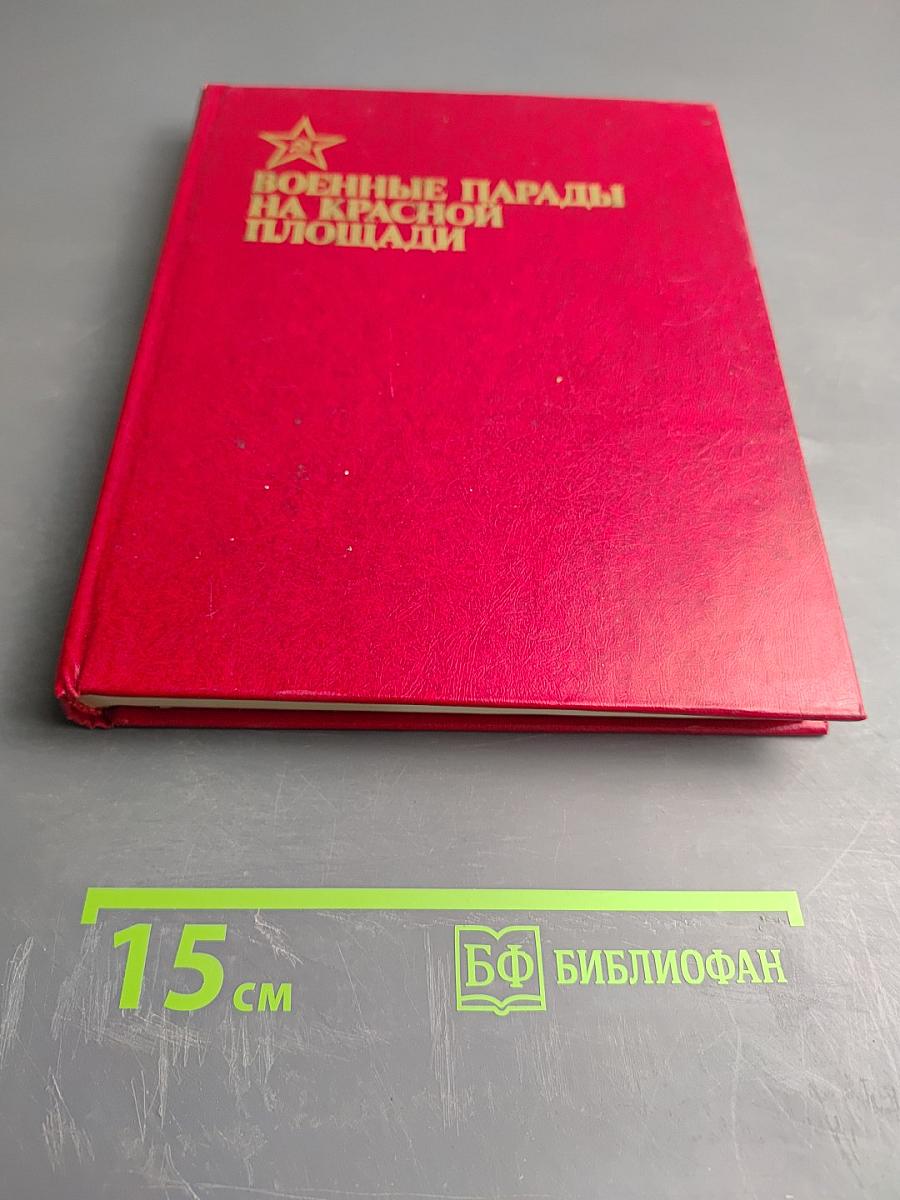 ВОЕННЫЕ ПАРАДЫ
НА КРАСНОЙ
ПЛОЩАДИ
15 см
БФ БИБЛИОФАН